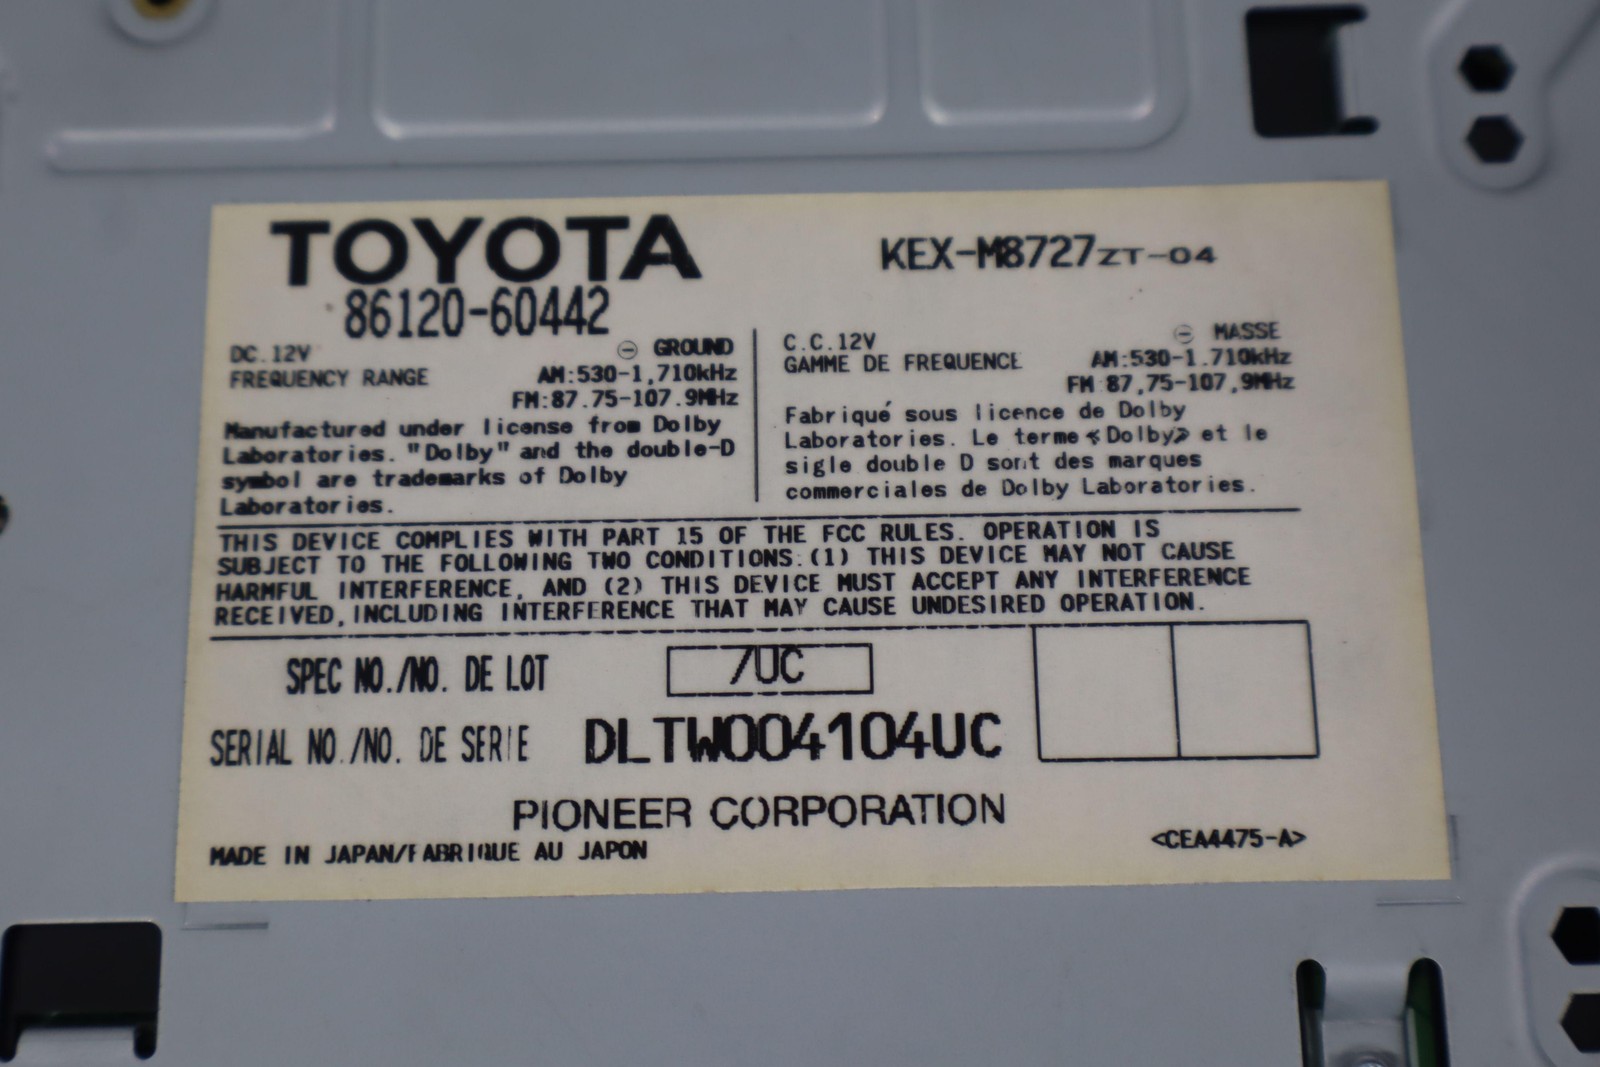 TOYOTA
86120-60442
KEX-M8727ZT-04
DC.12V ⊖ GROUND
FREQUENCY RANGE AM:530-1,710kHz
FM:87.75-107.9MHz
Manufactured under license from Dolby
Laboratories. "Dolby" and the double-D
symbol are trademarks of Dolby
Laboratories.
C.C.12V ⊖ MASSE
GAMME DE FREQUENCE AM:530-1.710kHz
FM:87,75-107,9MHz
Fabriqué sous licence de Dolby
Laboratories. Le terme «Dolby» et le
sigle double D sont des marques
commerciales de Dolby Laboratories.
THIS DEVICE COMPLIES WITH PART 15 OF THE FCC RULES. OPERATION IS
SUBJECT TO THE FOLLOWING TWO CONDITIONS:(1) THIS DEVICE MAY NOT CAUSE
HARMFUL INTERFERENCE, AND (2) THIS DEVICE MUST ACCEPT ANY INTERFERENCE
RECEIVED,INCLUDING INTERFERENCE THAT MAY CAUSE UNDESIRED OPERATION.
SPEC NO./NO. DE LOT /UC
SERIAL NO./NO. DE SERIE DLTW004104UC
PIONEER CORPORATION
MADE IN JAPAN/FABRIQUE AU JAPON <CEA4475-A>